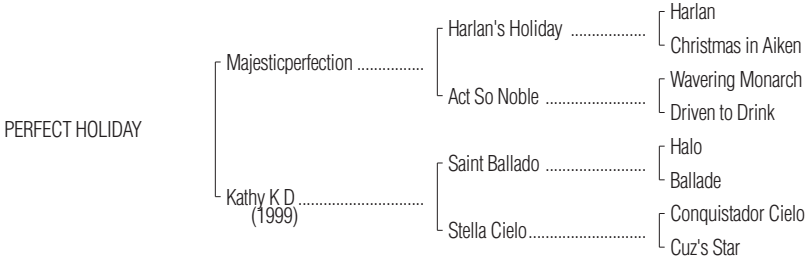 Harlan
Harlan's Holiday ...................
Christmas in Aiken
Majesticperfection ................
Wavering Monarch
Act So Noble .........................
Driven to Drink
PERFECT HOLIDAY
Halo
Saint Ballado .........................
Ballade
Kathy K D ..............................
(1999)
Conquistador Cielo
Stella Cielo.............................
Cuz's Star